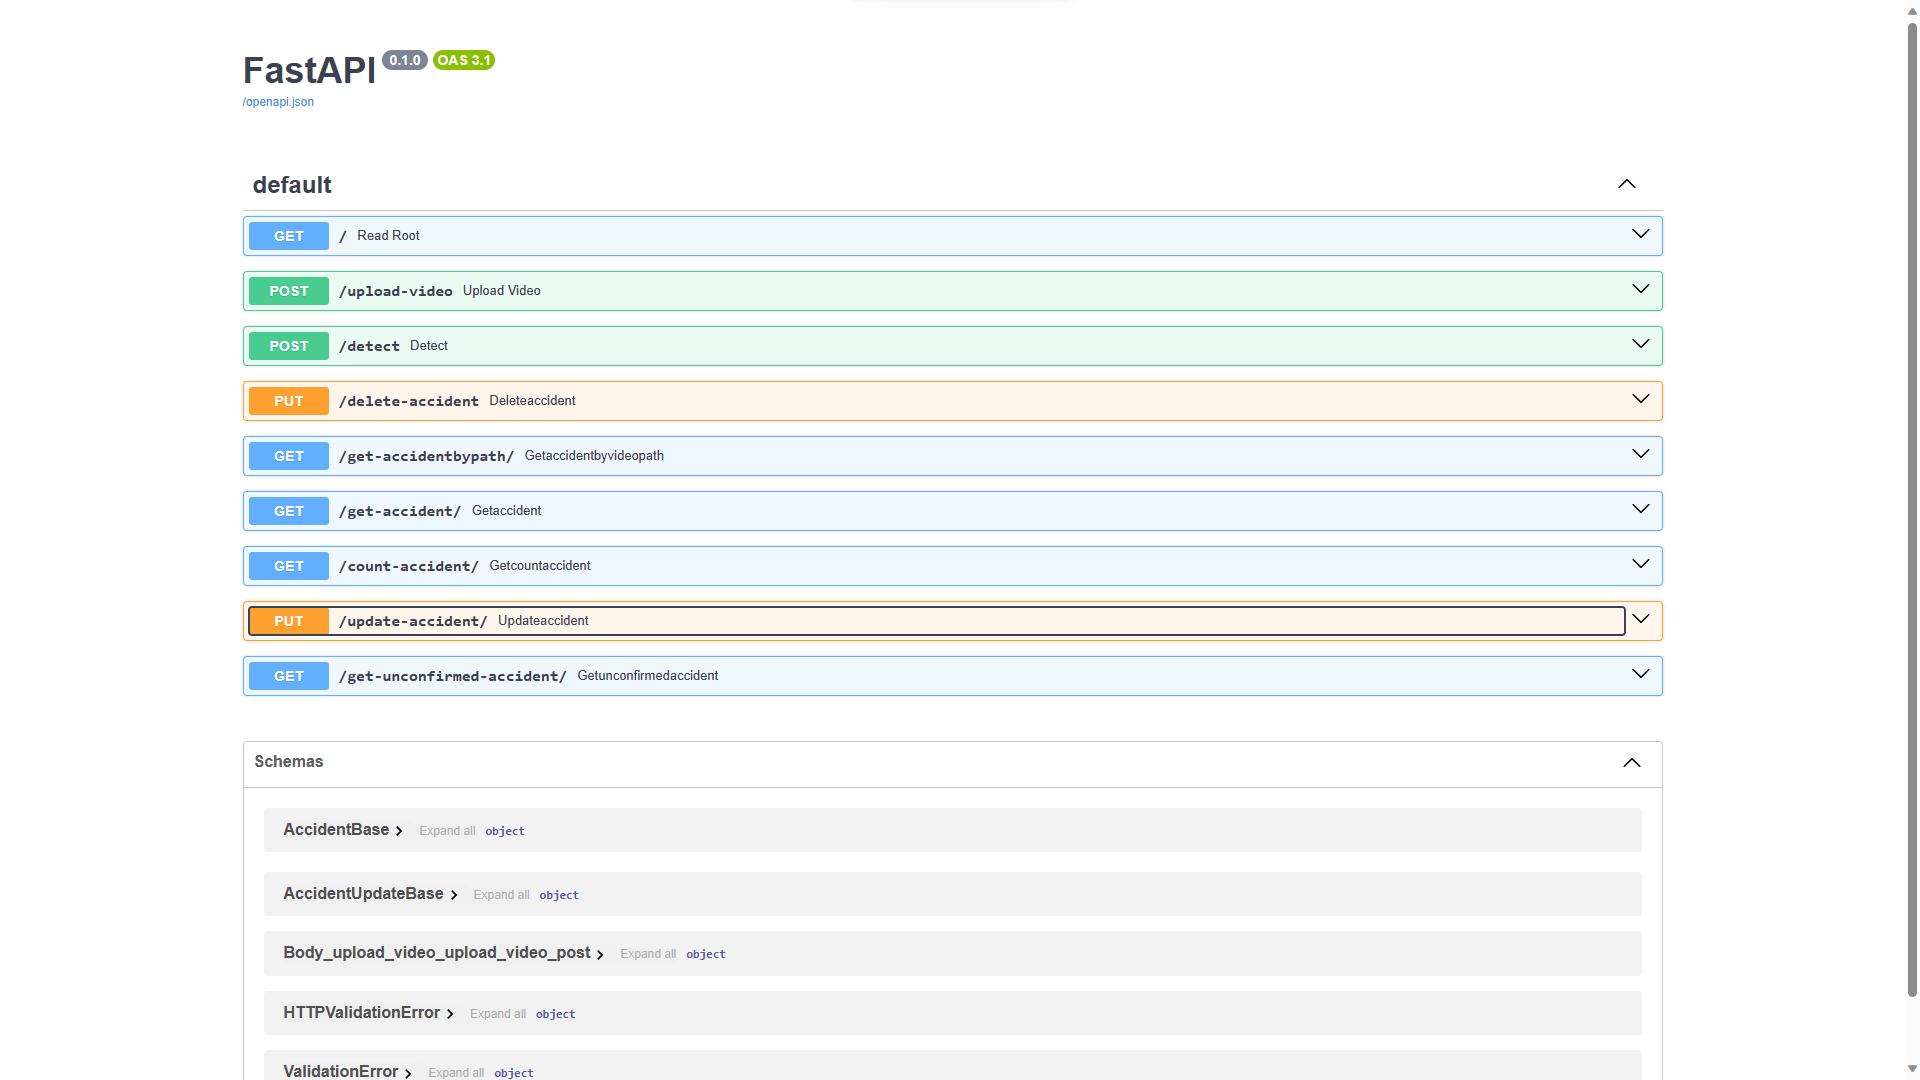 FastAPI 0.1.0 OAS 3.1
/openapi.json
default
GET / Read Root
POST /upload-video Upload Video
POST /detect Detect
PUT /delete-accident Deleteaccident
GET /get-accidentbypath/ Getaccidentbyvideopath
GET /get-accident/ Getaccident
GET /count-accident/ Getcountaccident
PUT /update-accident/ Updateaccident
GET /get-unconfirmed-accident/ Getunconfirmedaccident
Schemas
AccidentBase Expand all object
AccidentUpdateBase Expand all object
Body_upload_video_upload_video_post Expand all object
HTTPValidationError Expand all object
ValidationError Expand all object